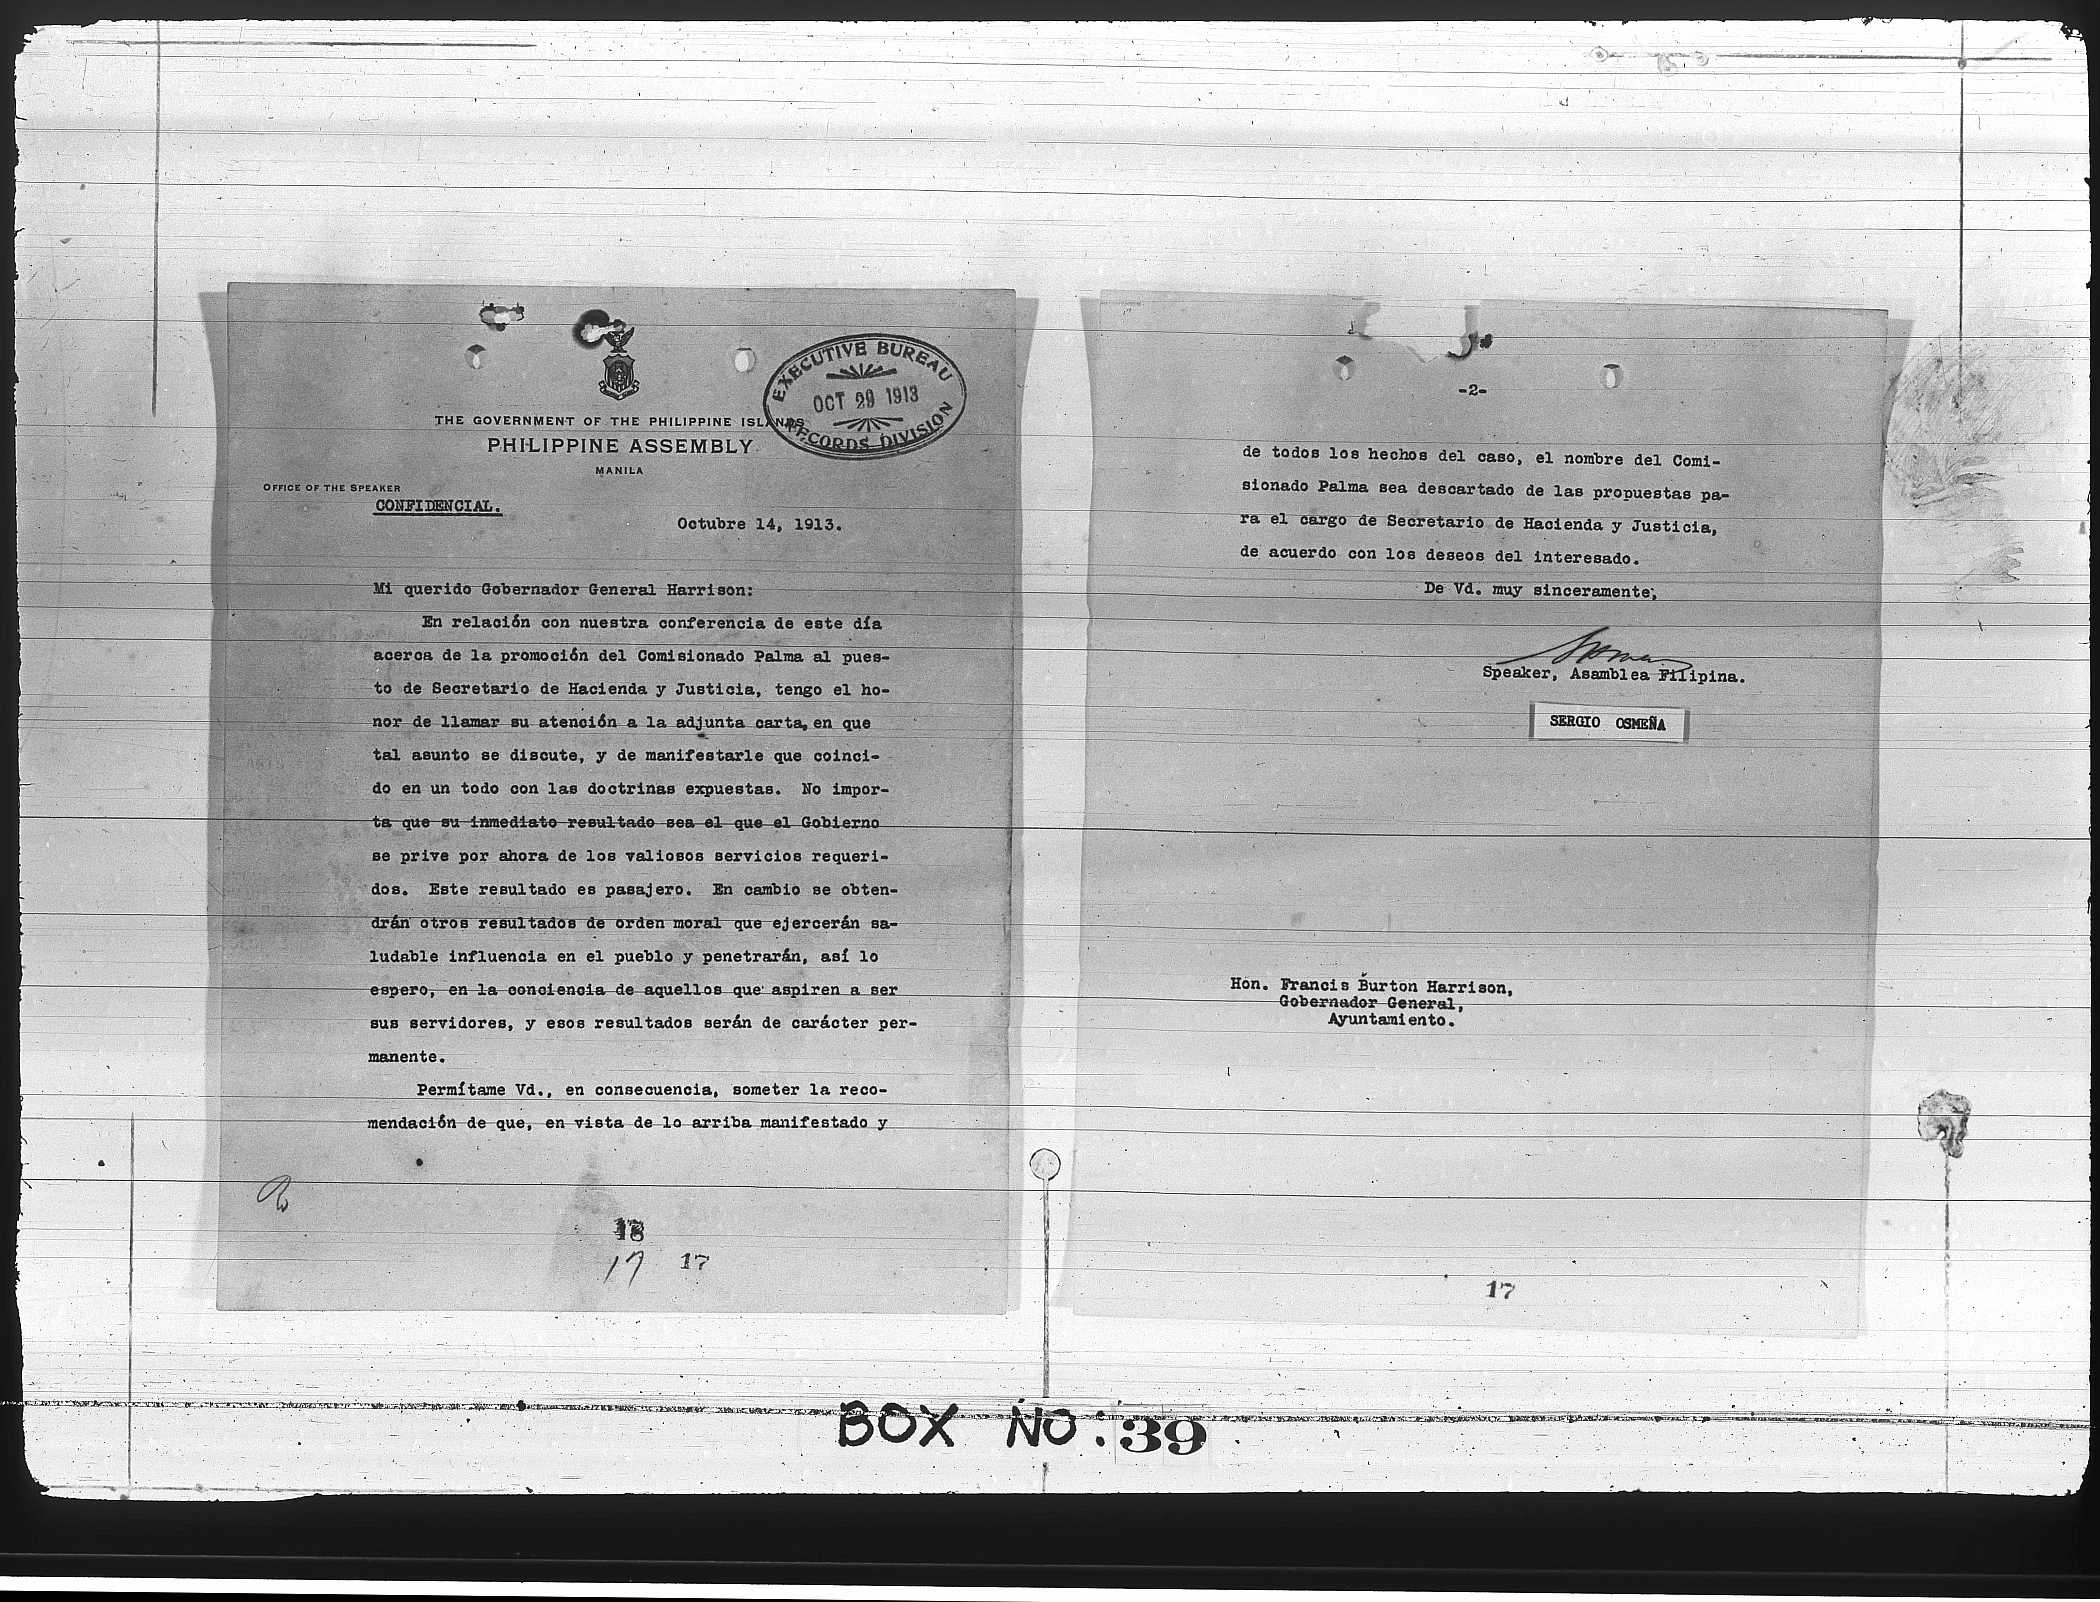 THE GOVERNMENT OF THE PHILIPPINE ISLANDS
PHILIPPINE ASSEMBLY
MANILA
EXECUTIVE BUREAU
OCT 29 1913
RECORDS DIVISION
OFFICE OF THE SPEAKER
CONFIDENCIAL.
Octubre 14, 1913.
Mi querido Gobernador General Harrison:
En relación con nuestra conferencia de este día
acerca de la promoción del Comisionado Palma al pues-
to de Secretario de Hacienda y Justicia, tengo el ho-
nor de llamar su atención a la adjunta carta, en que
tal asunto se discute, y de manifestarle que coinci-
do en un todo con las doctrinas expuestas. No impor-
ta que su inmediato resultado sea el que el Gobierno
se prive por ahora de los valiosos servicios requeri-
dos. Este resultado es pasajero. En cambio se obten-
drán otros resultados de orden moral que ejercerán sa-
ludable influencia en el pueblo y penetrarán, así lo
espero, en la conciencia de aquellos que aspiren a ser
sus servidores, y esos resultados serán de carácter per-
manente.
Permítame Vd., en consecuencia, someter la reco-
mendación de que, en vista de lo arriba manifestado y
18
17 17
-2-
de todos los hechos del caso, el nombre del Comi-
sionado Palma sea descartado de las propuestas pa-
ra el cargo de Secretario de Hacienda y Justicia,
de acuerdo con los deseos del interesado.
De Vd. muy sinceramente,
Speaker, Asamblea Filipina.
SERGIO OSMEÑA
Hon. Francis Burton Harrison,
Gobernador General,
Ayuntamiento.
17
BOX NO: 39